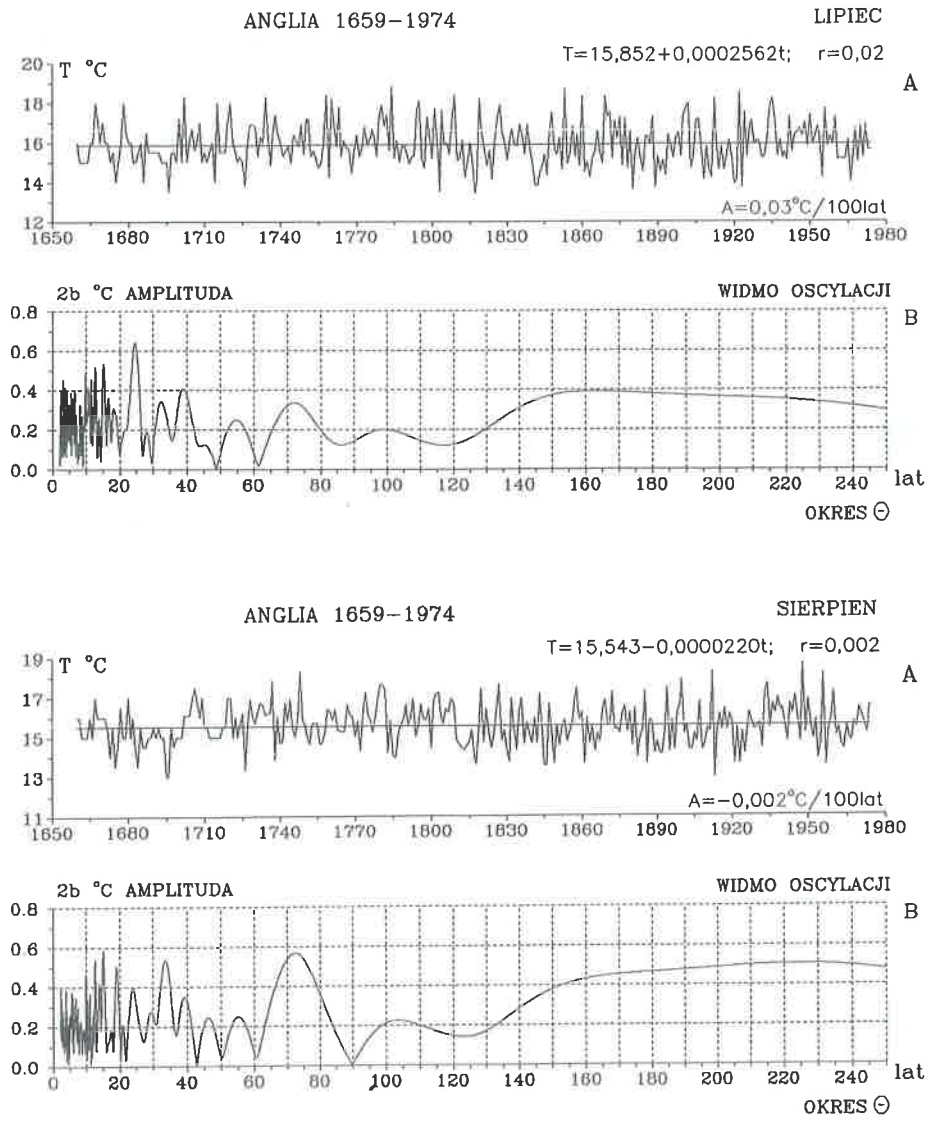 ANGLIA 1659–1974 LIPIEC
T=15,852+0,0002562t; r=0,02
T °C A
20
18
16
14
12
A=0,03°C/100lat
1650 1680 1710 1740 1770 1800 1830 1860 1890 1920 1950 1980
2b °C AMPLITUDA WIDMO OSCYLACJI
B
0.8
0.6
0.4
0.2
0.0
0 20 40 60 80 100 120 140 160 180 200 220 240 lat
OKRES Θ
ANGLIA 1659–1974 SIERPIEN
T=15,543–0,0000220t; r=0,002
T °C A
19
17
15
13
11
A=–0,002°C/100lat
1650 1680 1710 1740 1770 1800 1830 1860 1890 1920 1950 1980
2b °C AMPLITUDA WIDMO OSCYLACJI
B
0.8
0.6
0.4
0.2
0.0
0 20 40 60 80 100 120 140 160 180 200 220 240 lat
OKRES Θ